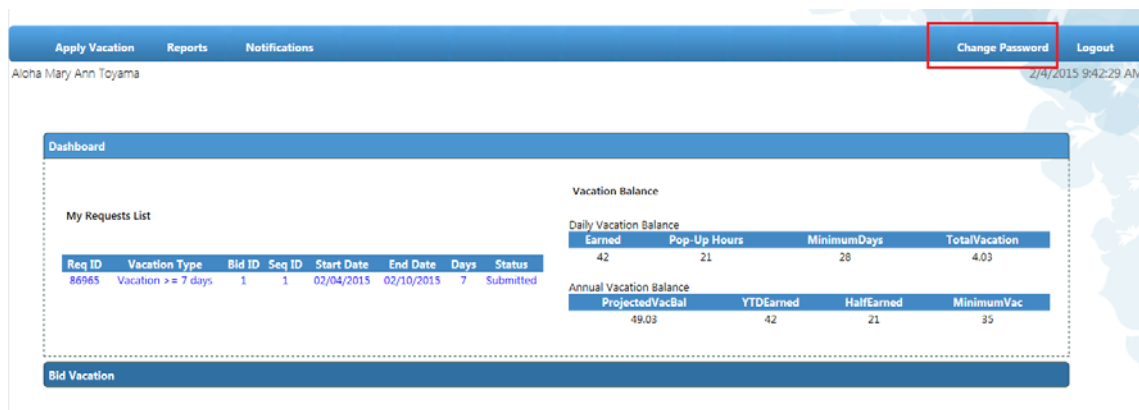 Apply Vacation Reports Notifications Change Password Logout
Aloha Mary Ann Toyama 2/4/2015 9:42:29 AM
Dashboard
Vacation Balance
My Requests List
Daily Vacation Balance
Earned Pop-Up Hours MinimumDays TotalVacation
42 21 28 4.03
Req ID Vacation Type Bid ID Seq ID Start Date End Date Days Status
86965 Vacation >= 7 days 1 1 02/04/2015 02/10/2015 7 Submitted
Annual Vacation Balance
ProjectedVacBal YTDEarned HalfEarned MinimumVac
49.03 42 21 35
Bid Vacation